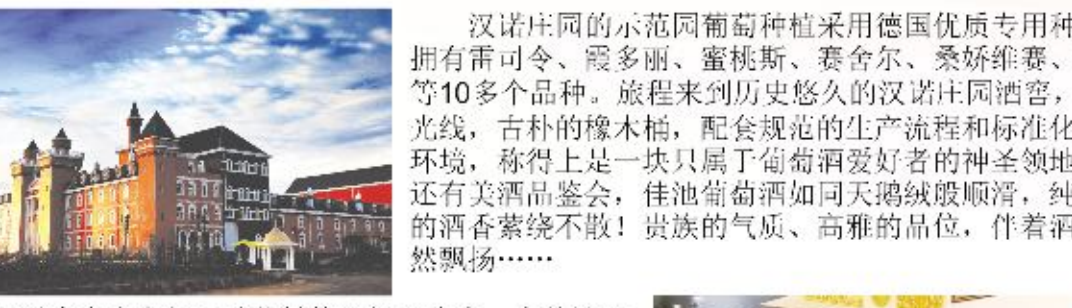 汉诺庄园的示范园葡萄种植采用德国优质专用种
拥有雷司令、霞多丽、蜜桃斯、赛舍尔、桑娇维赛、
等10多个品种。旅程来到历史悠久的汉诺庄园酒窖，
光线，古朴的橡木桶，配套规范的生产流程和标准化
环境，称得上是一块只属于葡萄酒爱好者的神圣领地
还有美酒品鉴会，佳池葡萄酒如同天鹅绒般顺滑，纯
的酒香萦绕不散！贵族的气质、高雅的品位，伴着酒
然飘扬……